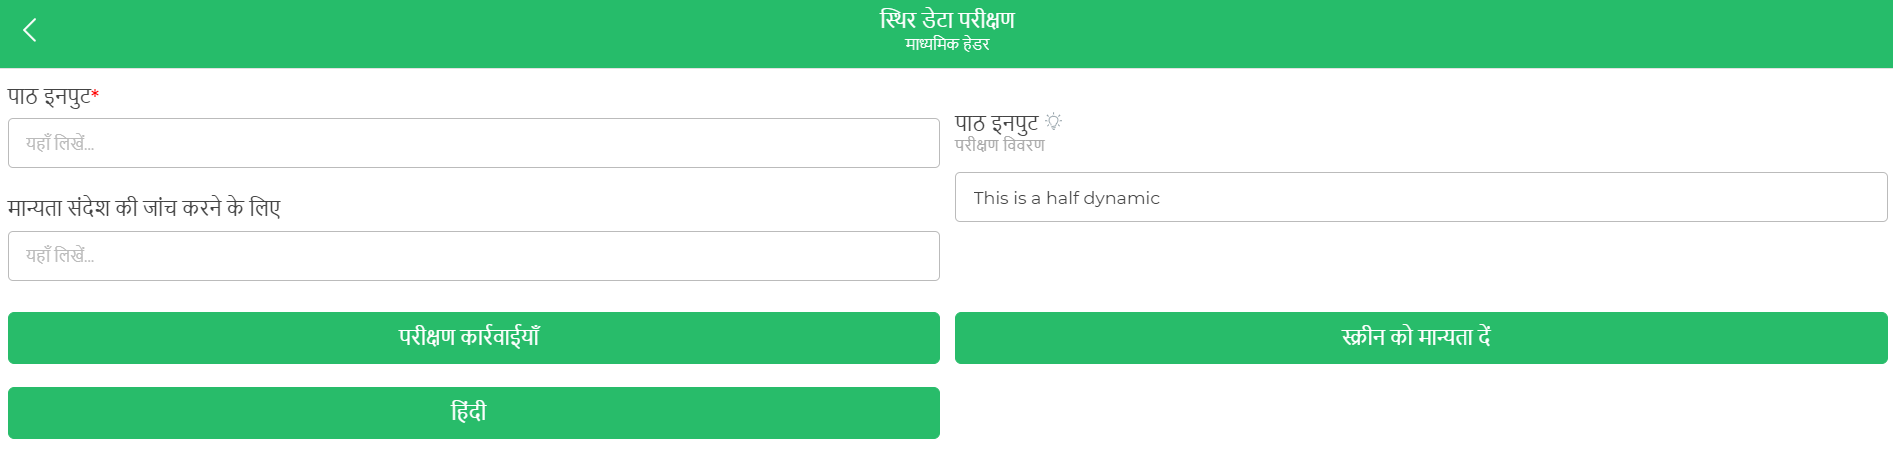 स्थिर डेटा परीक्षण
माध्यमिक हेडर
पाठ इनपुट*
यहाँ लिखें...
पाठ इनपुट
परीक्षण विवरण
This is a half dynamic
मान्यता संदेश की जांच करने के लिए
यहाँ लिखें...
परीक्षण कार्रवाईयाँ
स्क्रीन को मान्यता दें
हिंदी